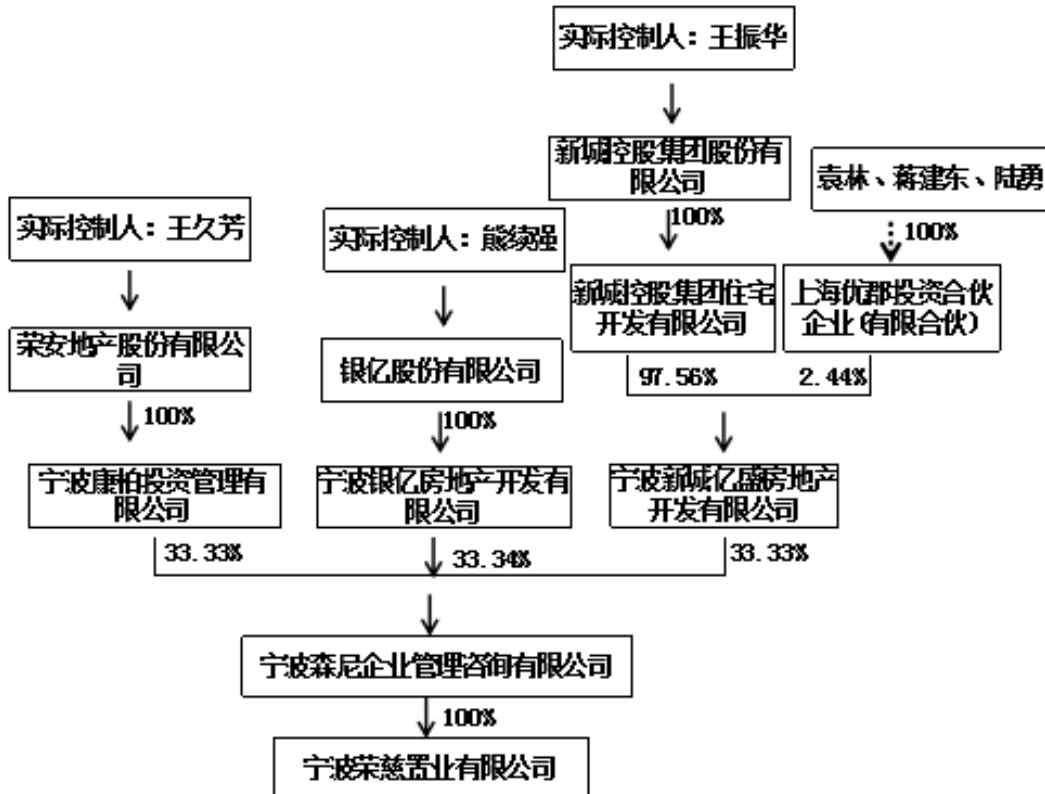 实际控制人：王振华
新城控股集团股份有
限公司
袁林、蒋建东、陆勇
100%
100%
实际控制人：王久芳
实际控制人：熊续强
新城控股集团住宅
开发有限公司
上海优郡投资合伙
企业(有限合伙)
荣安地产股份有限公
司
银亿股份有限公司
97.56%
2.44%
100%
100%
宁波康柏投资管理有
限公司
宁波银亿房地产开发有
限公司
宁波新城亿盛房地产
开发有限公司
33.33%
33.34%
33.33%
宁波森尼企业管理咨询有限公司
100%
宁波荣慈置业有限公司